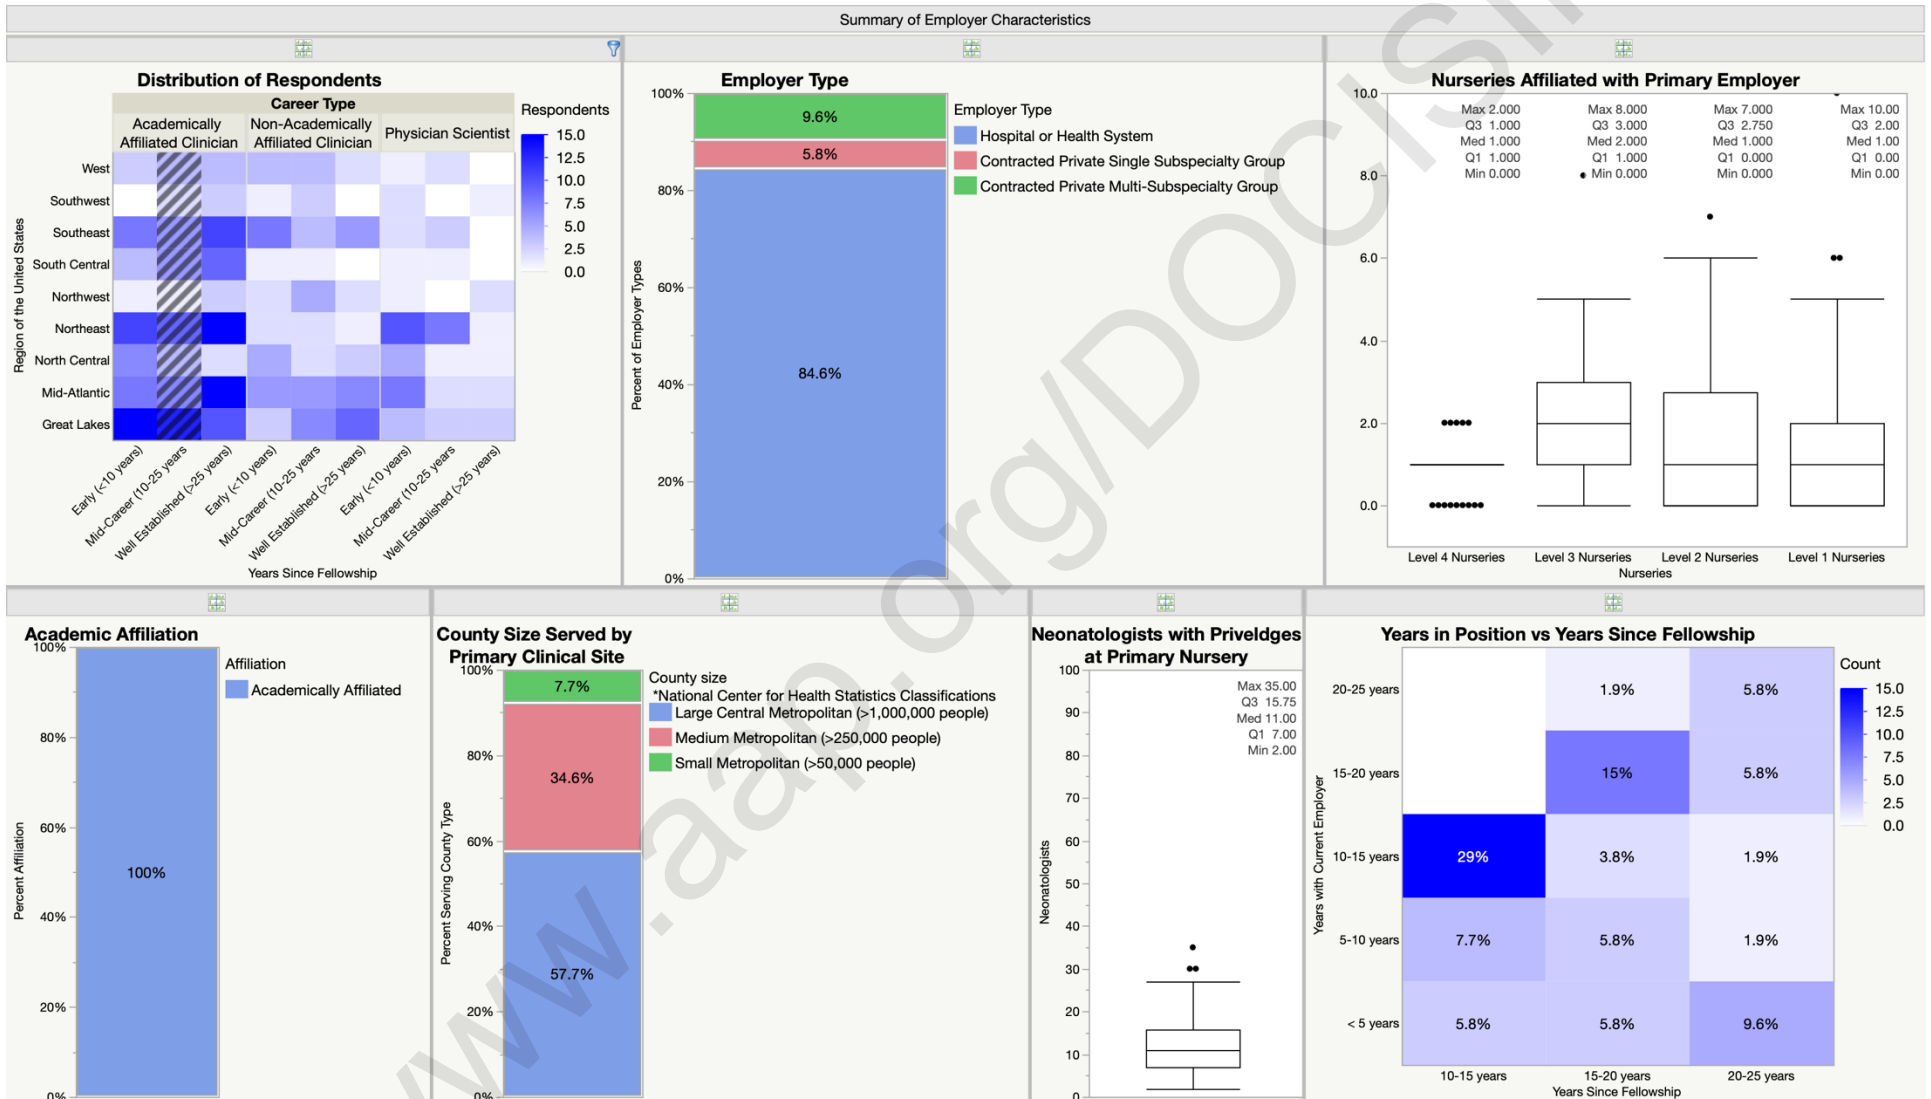 Summary of Employer Characteristics
Distribution of Respondents
Career Type
Academically
Affiliated Clinician
Non-Academically
Affiliated Clinician
Physician Scientist
Respondents
15.0
12.5
10.0
7.5
5.0
2.5
0.0
Region of the United States
West
Southwest
Southeast
South Central
Northwest
Northeast
North Central
Mid-Atlantic
Great Lakes
Early (<10 years)
Mid-Career (10-25 years
Well Established (>25 years)
Early (<10 years)
Mid-Career (10-25 years
Well Established (>25 years)
Early (<10 years)
Mid-Career (10-25 years
Well Established (>25 years)
Years Since Fellowship
Employer Type
Percent of Employer Types
100%
80%
60%
40%
20%
0%
9.6%
5.8%
84.6%
Employer Type
Hospital or Health System
Contracted Private Single Subspecialty Group
Contracted Private Multi-Subspecialty Group
Nurseries Affiliated with Primary Employer
10.0
8.0
6.0
4.0
2.0
0.0
Max 2.000
Q3 1.000
Med 1.000
Q1 1.000
Min 0.000
Max 8.000
Q3 3.000
Med 2.000
Q1 1.000
Min 0.000
Max 7.000
Q3 2.750
Med 1.000
Q1 0.000
Min 0.000
Max 10.00
Q3 2.00
Med 1.00
Q1 0.00
Min 0.00
Level 4 Nurseries
Level 3 Nurseries
Level 2 Nurseries
Level 1 Nurseries
Nurseries
Academic Affiliation
Percent Affiliation
100%
80%
60%
40%
20%
0%
100%
Affiliation
Academically Affiliated
County Size Served by
Primary Clinical Site
Percent Serving County Type
100%
80%
60%
40%
20%
0%
7.7%
34.6%
57.7%
County size
*National Center for Health Statistics Classifications
Large Central Metropolitan (>1,000,000 people)
Medium Metropolitan (>250,000 people)
Small Metropolitan (>50,000 people)
Neonatologists with Priveldges
at Primary Nursery
Neonatologists
100
90
80
70
60
50
40
30
20
10
0
Max 35.00
Q3 15.75
Med 11.00
Q1 7.00
Min 2.00
Years in Position vs Years Since Fellowship
Years with Current Employer
20-25 years
15-20 years
10-15 years
5-10 years
< 5 years
1.9%
5.8%
15%
5.8%
29%
3.8%
1.9%
7.7%
5.8%
1.9%
5.8%
5.8%
9.6%
10-15 years
15-20 years
20-25 years
Years Since Fellowship
Count
15.0
12.5
10.0
7.5
5.0
2.5
0.0